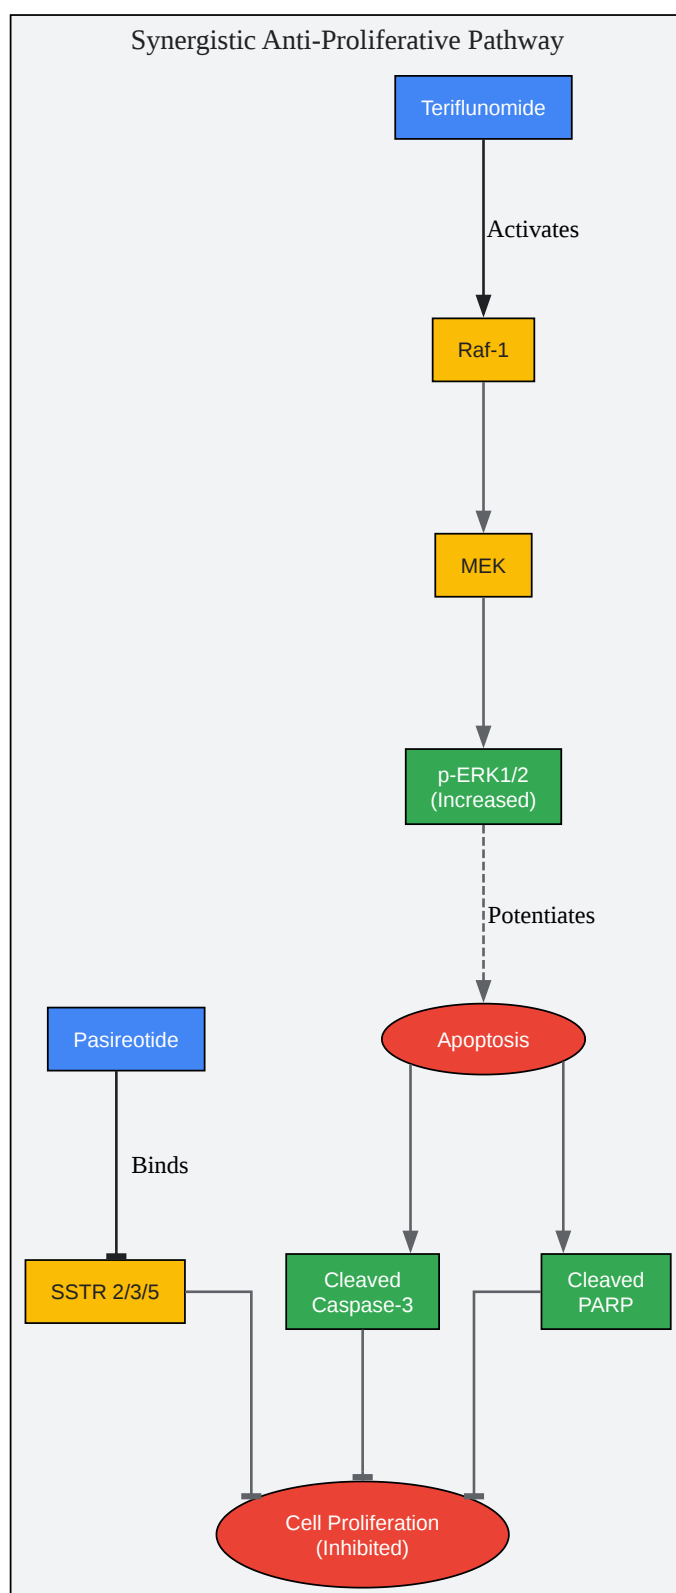 Synergistic Anti-Proliferative Pathway
Teriflunomide
Activates
Raf-1
MEK
p-ERK1/2
(Increased)
Potentiates
Pasireotide
Apoptosis
Binds
SSTR 2/3/5
Cleaved
Caspase-3
Cleaved
PARP
Cell Proliferation
(Inhibited)